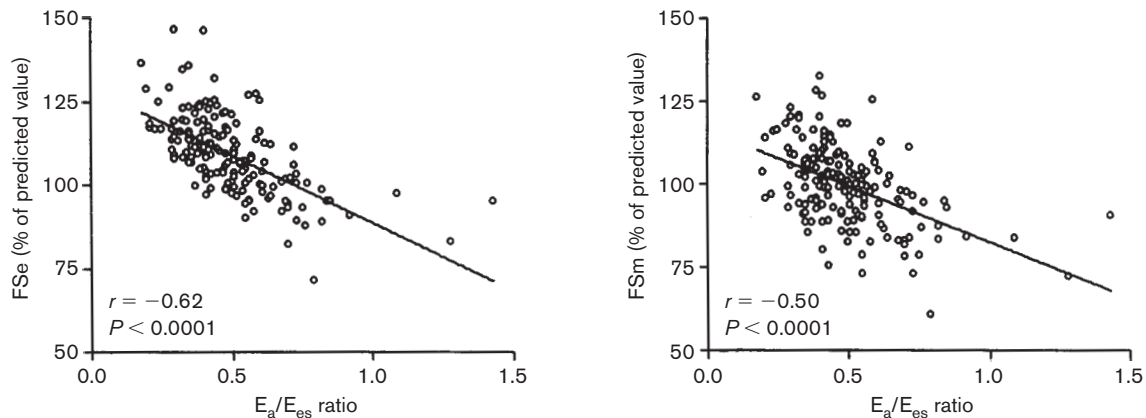 150
125
100
75
50
FSe (% of predicted value)
r = −0.62
P < 0.0001
0.0 0.5 1.0 1.5
Ea/Ees ratio
150
125
100
75
50
FSm (% of predicted value)
r = −0.50
P < 0.0001
0.0 0.5 1.0 1.5
Ea/Ees ratio